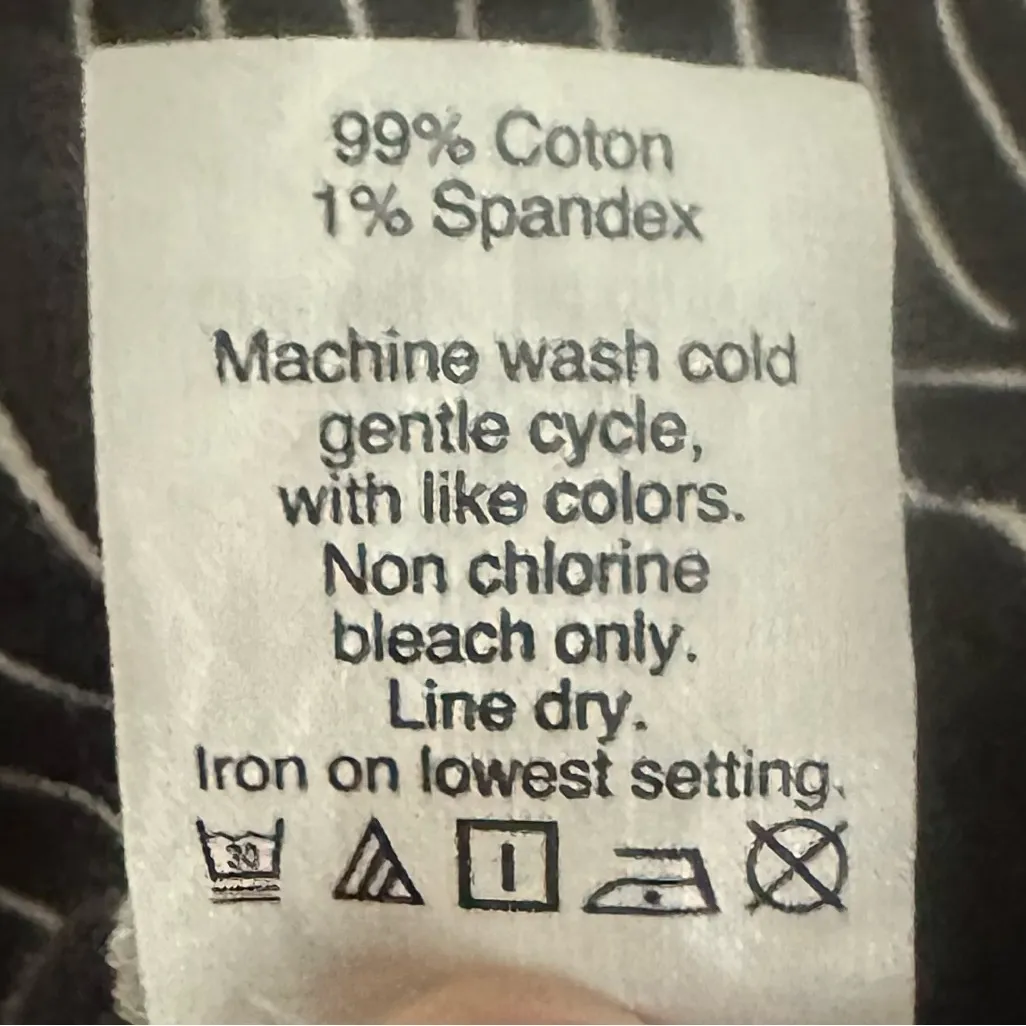 99% Coton
1% Spandex
Machine wash cold
gentle cycle,
with like colors.
Non chlorine
bleach only.
Line dry.
Iron on lowest setting.
30